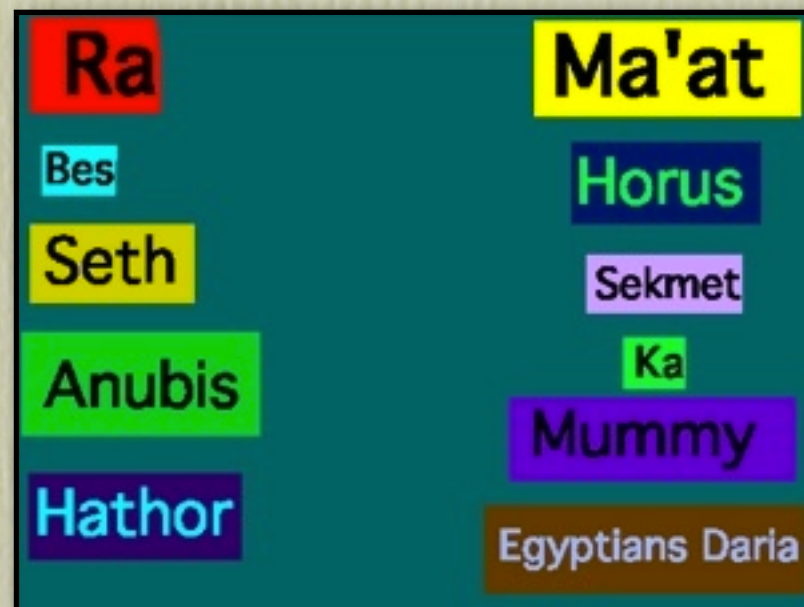 Ra
Bes
Seth
Anubis
Hathor
Ma'at
Horus
Sekmet
Ka
Mummy
Egyptians Daria